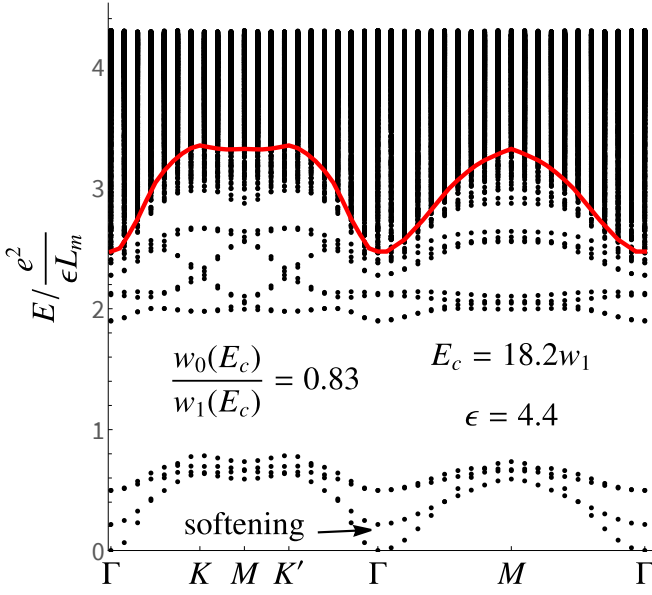 4
3
2
1
0
E/ e² / ϵL_m
w₀(E_c) / w₁(E_c) = 0.83
E_c = 18.2w₁
ϵ = 4.4
softening
Γ K M K′ Γ M Γ